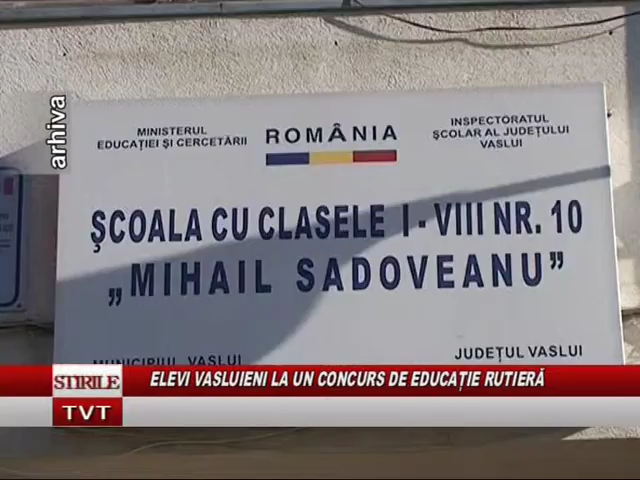 arhiva
MINISTERUL
EDUCAȚIEI ȘI CERCETĂRII
ROMÂNIA
INSPECTORATUL
ȘCOLAR AL JUDEȚULUI
VASLUI
ȘCOALA CU CLASELE I - VIII NR. 10
„MIHAIL SADOVEANU”
MUNICIPIUL VASLUI
JUDEȚUL VASLUI
STIRILE
TVT
ELEVI VASLUIENI LA UN CONCURS DE EDUCAȚIE RUTIERĂ